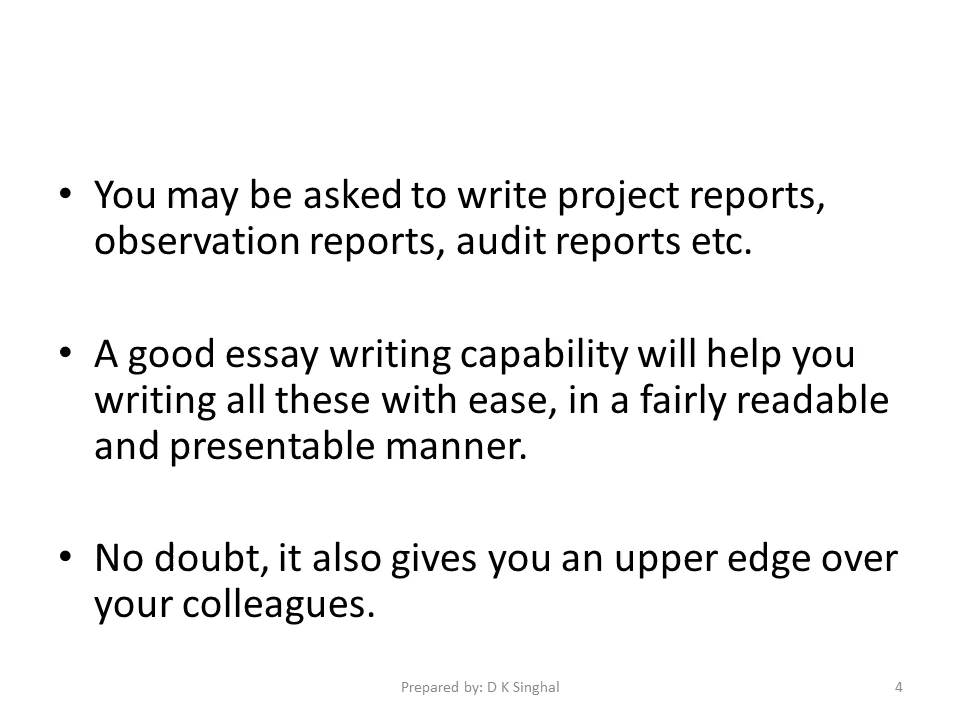 • You may be asked to write project reports,
observation reports, audit reports etc.
• A good essay writing capability will help you
writing all these with ease, in a fairly readable
and presentable manner.
• No doubt, it also gives you an upper edge over
your colleagues.
Prepared by: D K Singhal
4